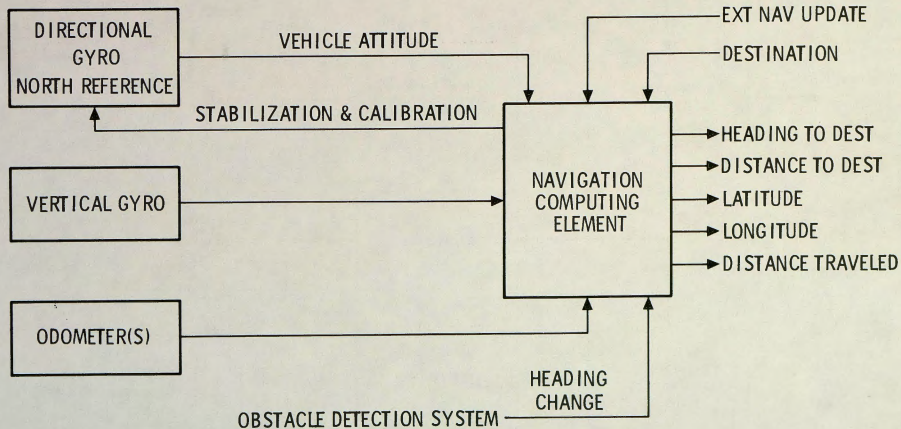 DIRECTIONAL
GYRO
NORTH REFERENCE
VEHICLE ATTITUDE
EXT NAV UPDATE
DESTINATION
STABILIZATION & CALIBRATION
VERTICAL GYRO
NAVIGATION
COMPUTING
ELEMENT
HEADING TO DEST
DISTANCE TO DEST
LATITUDE
LONGITUDE
DISTANCE TRAVELED
ODOMETER(S)
HEADING
CHANGE
OBSTACLE DETECTION SYSTEM